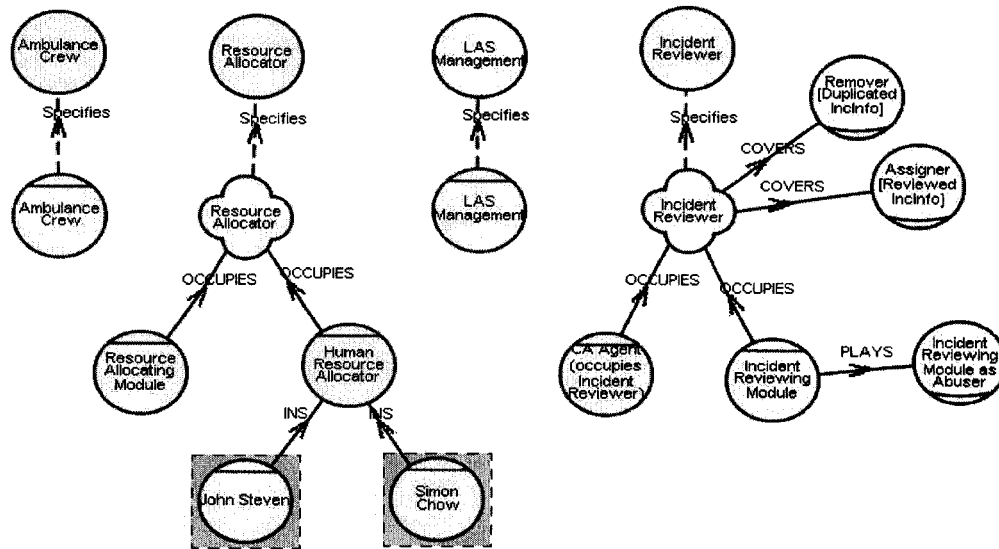 Ambulance
Crew
Resource
Allocator
LAS
Management
Incident
Reviewer
Remover
[Duplicated
IncInfo]
Specifies
Specifies
Specifies
Specifies
COVERS
Assigner
[Reviewed
IncInfo]
COVERS
Ambulance
Crew
Resource
Allocator
LAS
Management
Incident
Reviewer
OCCUPIES
OCCUPIES
OCCUPIES
OCCUPIES
Resource
Allocating
Module
Human
Resource
Allocator
CA Agent
(occupies
Incident
Reviewer)
Incident
Reviewing
Module
PLAYS
Incident
Reviewing
Module as
Abuser
INS
INS
John Steven
Simon
Chow